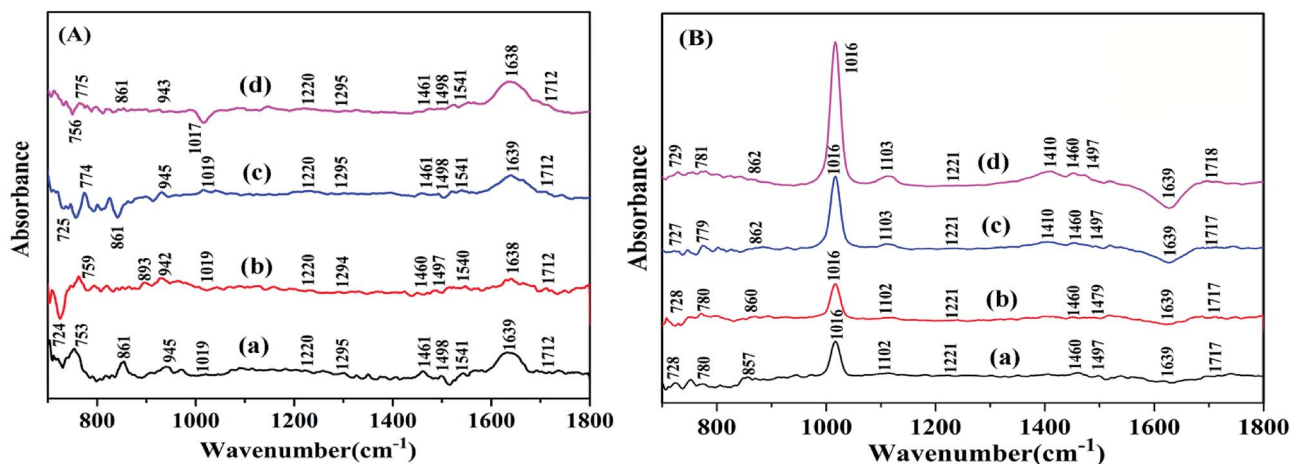 (A)
775 861 943 1220 1295 1461 1498 1541 1638 1712
(d)
756 1017
774 945 1019 1220 1295 1461 1498 1541 1639 1712
(c)
725 861
759 893 942 1019 1220 1294 1460 1497 1540 1638 1712
(b)
724 753 861 945 1019 1220 1295 1461 1498 1541 1639 1712
(a)
Absorbance
800 1000 1200 1400 1600 1800
Wavenumber(cm⁻¹)
(B)
1016
729 781 862 1103 1221 1410 1460 1497 1718
(d)
1639
1016
727 779 862 1103 1221 1410 1460 1497 1717
(c)
1639
1016
728 780 860 1102 1221 1460 1479 1639 1717
(b)
1016
728 780 857 1102 1221 1460 1497 1639 1717
(a)
Absorbance
800 1000 1200 1400 1600 1800
Wavenumber(cm⁻¹)